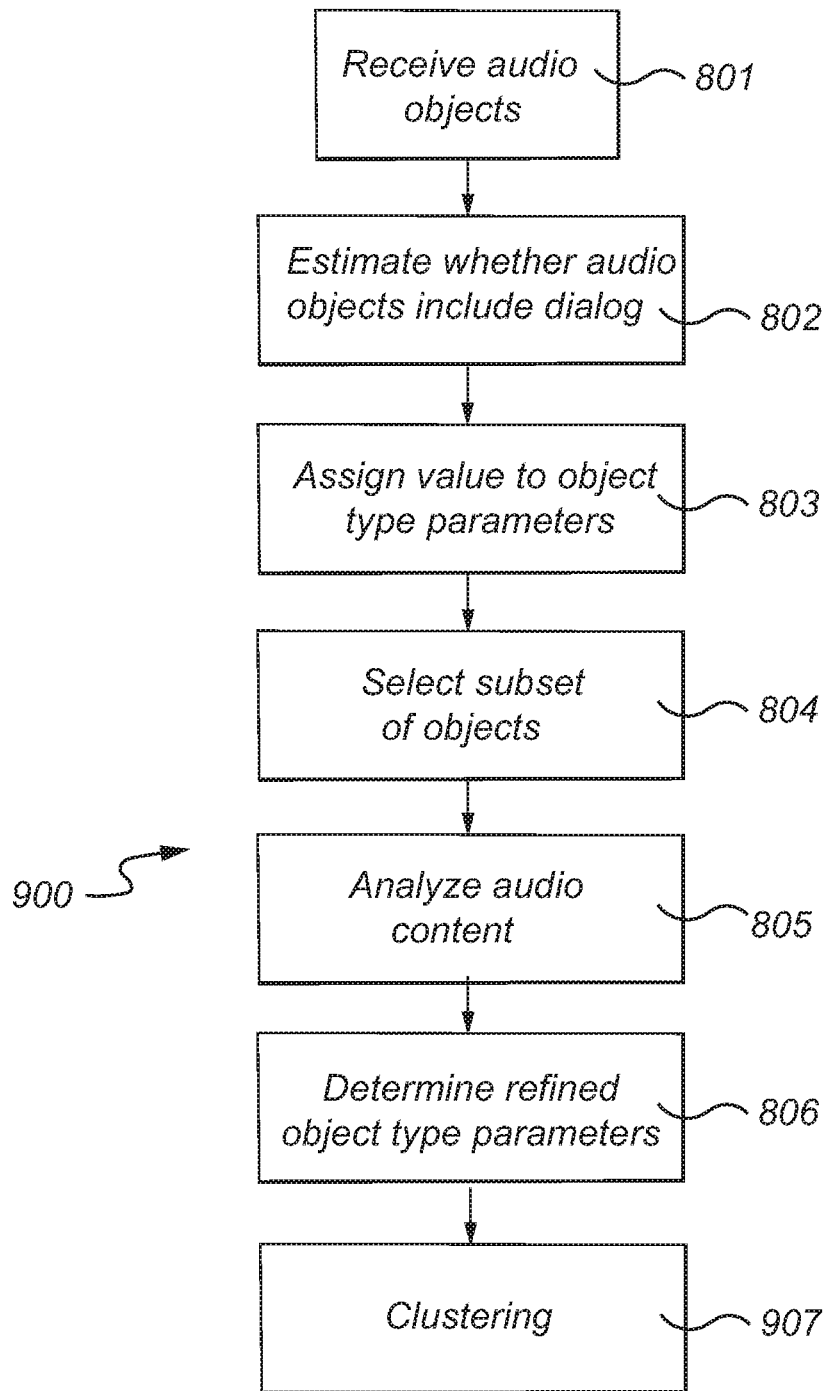 Receive audio
objects
801
Estimate whether audio
objects include dialog
802
Assign value to object
type parameters
803
Select subset
of objects
804
900
Analyze audio
content
805
Determine refined
object type parameters
806
Clustering
907